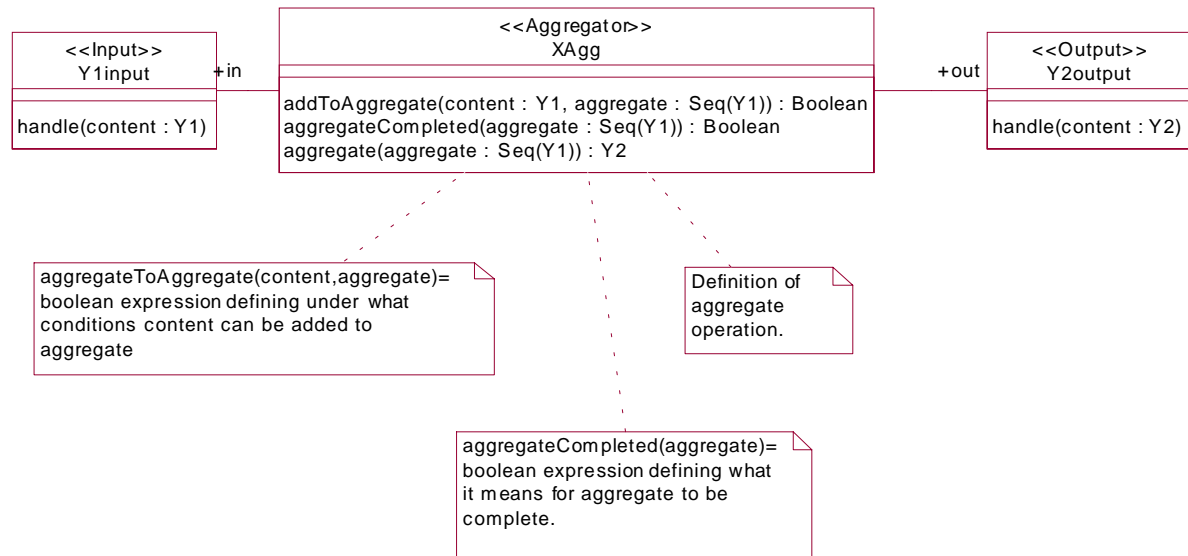 <<Aggregator>>
XAgg
<<Input>>
Y1input
+in
+out
<<Output>>
Y2output
handle(content : Y1)
addToAggregate(content : Y1, aggregate : Seq(Y1)) : Boolean
aggregateCompleted(aggregate : Seq(Y1)) : Boolean
aggregate(aggregate : Seq(Y1)) : Y2
handle(content : Y2)
aggregateToAggregate(content,aggregate)=
boolean expression defining under what
conditions content can be added to
aggregate
Definition of
aggregate
operation.
aggregateCompleted(aggregate)=
boolean expression defining what
it means for aggregate to be
complete.